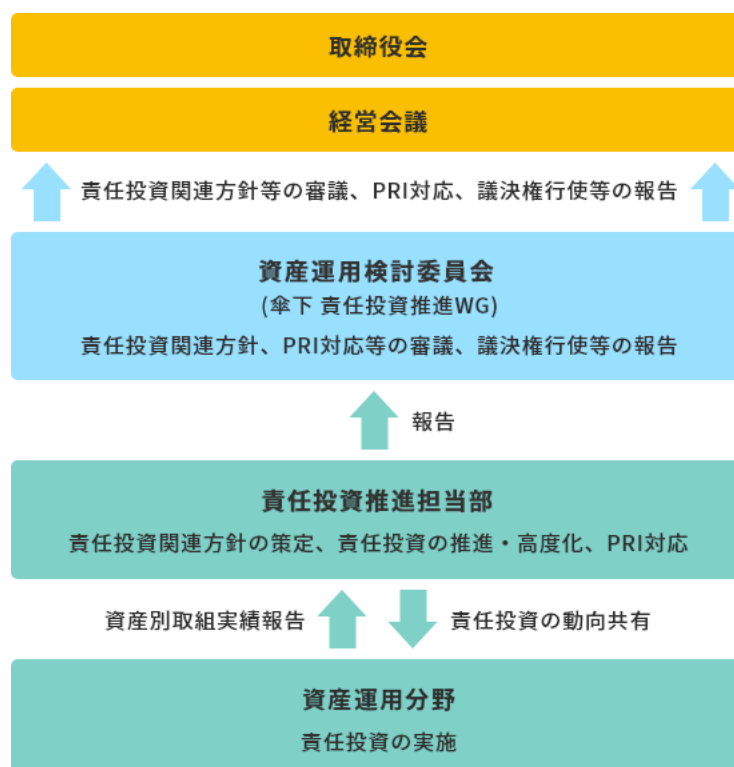 取締役会
経営会議
責任投資関連方針等の審議、PRI対応、議決権行使等の報告
資産運用検討委員会
(傘下 責任投資推進WG)
責任投資関連方針、PRI対応等の審議、議決権行使等の報告
報告
責任投資推進担当部
責任投資関連方針の策定、責任投資の推進・高度化、PRI対応
資産別取組実績報告
責任投資の動向共有
資産運用分野
責任投資の実施